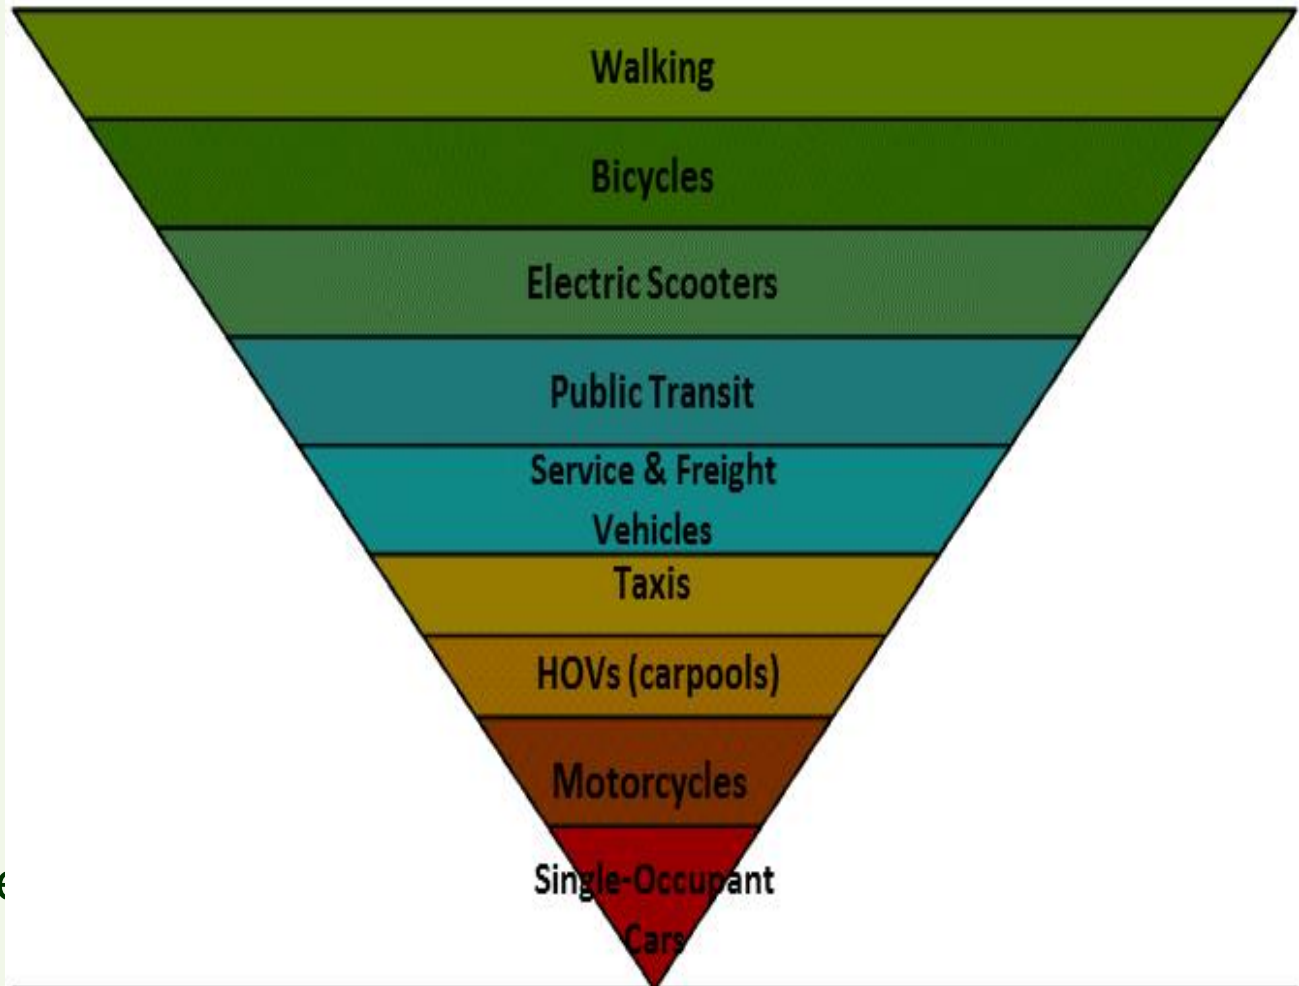 Walking
Bicycles
Electric Scooters
Public Transit
Service & Freight
Vehicles
Taxis
HOVs (carpools)
Motorcycles
Single-Occupant
Cars